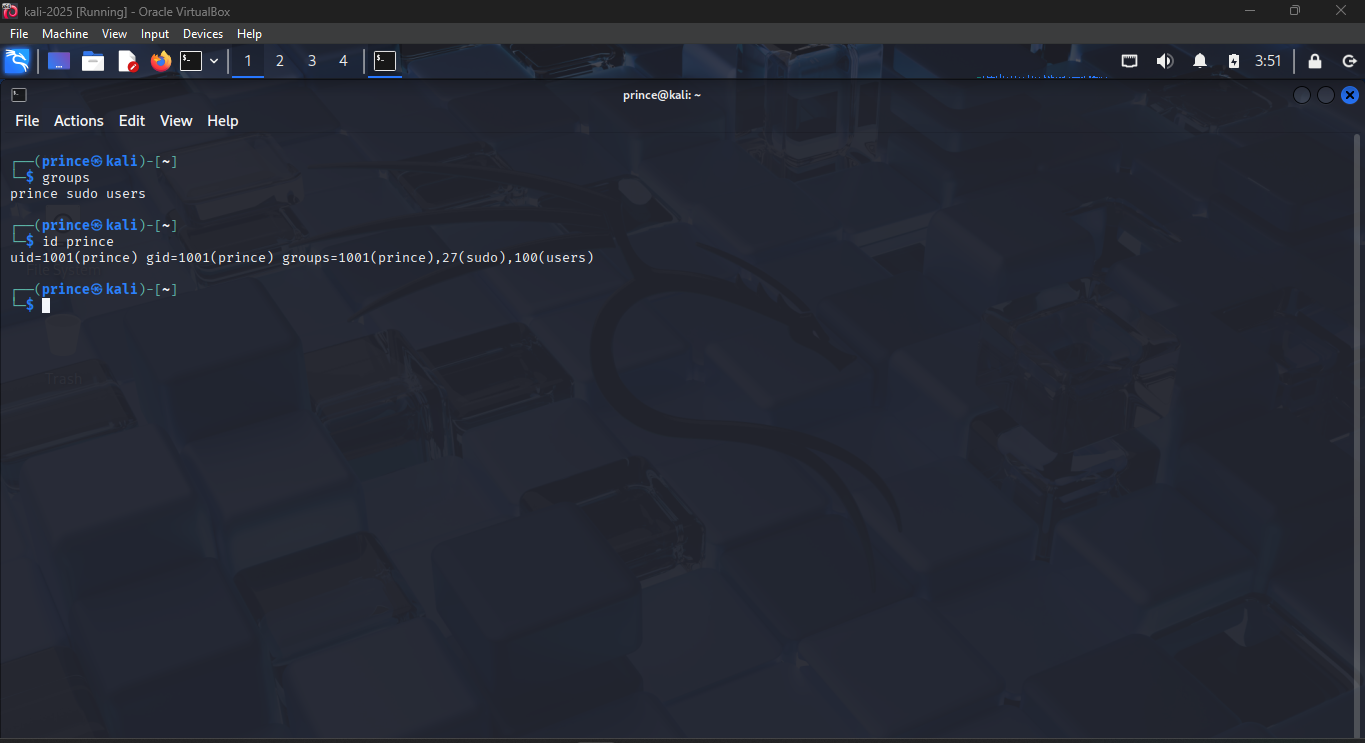 kali-2025 [Running] - Oracle VirtualBox
File Machine View Input Devices Help
1 2 3 4 3:51
prince@kali: ~
File Actions Edit View Help
┌──(prince㉿kali)-[~]
└─$ groups
prince sudo users
┌──(prince㉿kali)-[~]
└─$ id prince
uid=1001(prince) gid=1001(prince) groups=1001(prince),27(sudo),100(users)
File System
┌──(prince㉿kali)-[~]
└─$
Trash